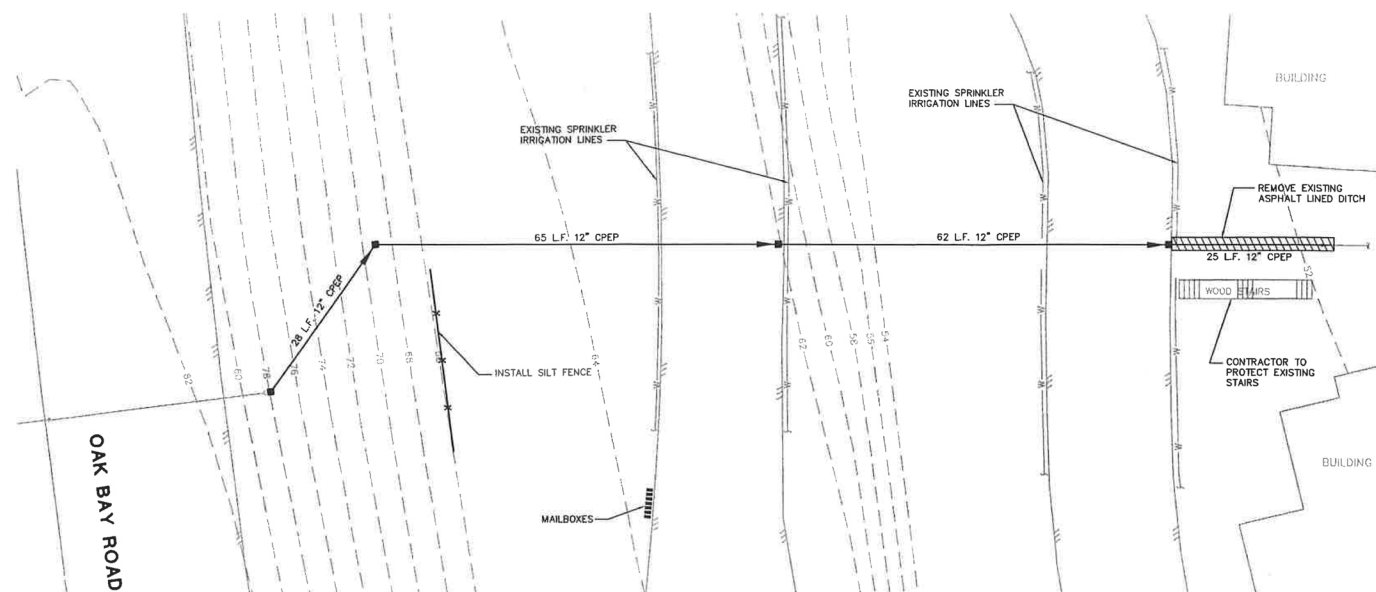 BUILDING
EXISTING SPRINKLER
IRRIGATION LINES
EXISTING SPRINKLER
IRRIGATION LINES
REMOVE EXISTING
ASPHALT LINED DITCH
W
W
W
W
W
W
W
W
W
W
W
W
65 L.F. 12" CPEP
62 L.F. 12" CPEP
25 L.F. 12" CPEP
28 L.F. 12" CPEP
52
WOOD STAIRS
INSTALL SILT FENCE
CONTRACTOR TO
PROTECT EXISTING
STAIRS
82
80
78
76
74
72
70
68
64
62
60
58
54
MAILBOXES
BUILDING
OAK BAY ROAD